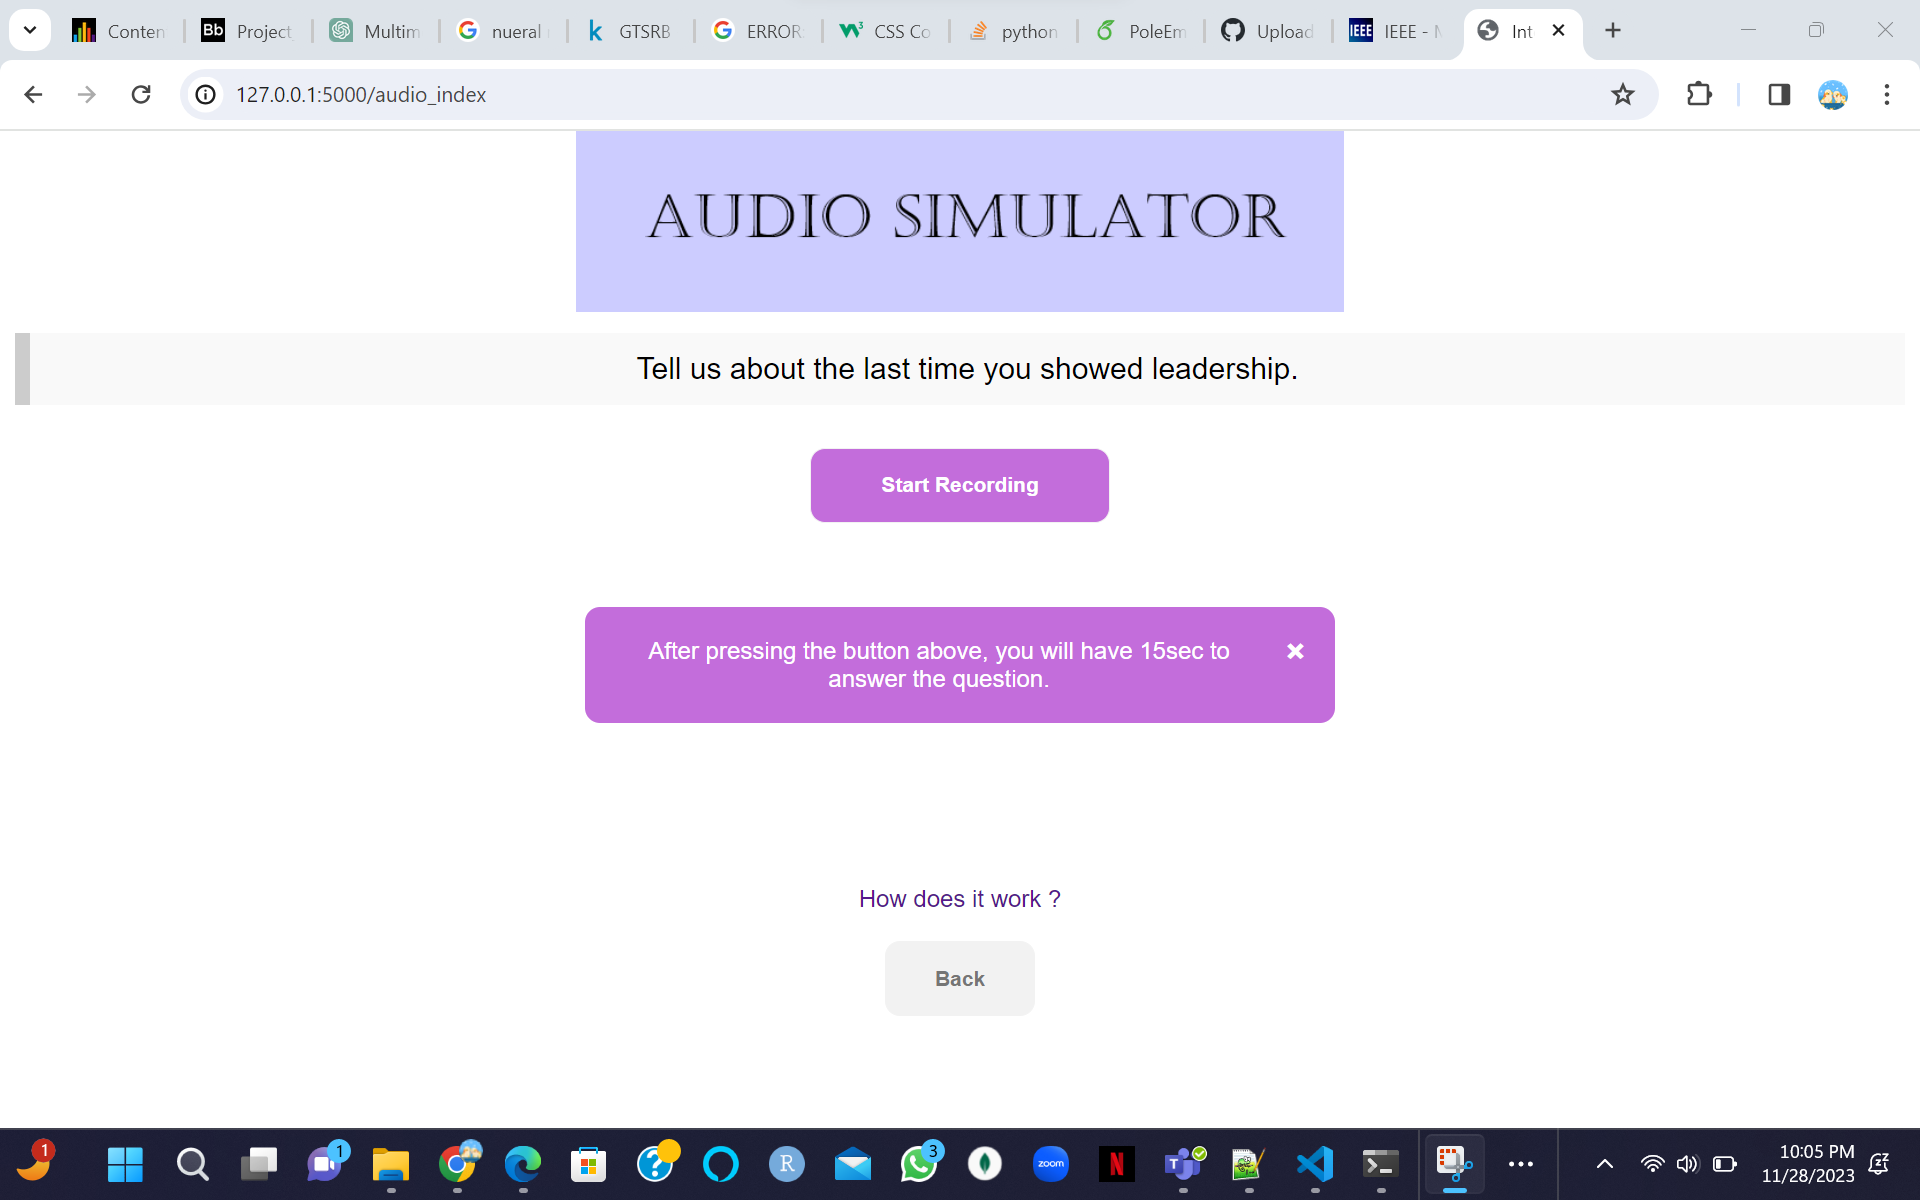 Conten
Bb Project
Multim
nueral
k GTSRB
ERROR
CSS Co
python
PoleEm
Upload
IEEE IEEE -
Int
127.0.0.1:5000/audio_index
AUDIO SIMULATOR
Tell us about the last time you showed leadership.
Start Recording
After pressing the button above, you will have 15sec to
answer the question.
How does it work ?
Back
1
1
R
3
zoom
N
T
10:05 PM
11/28/2023